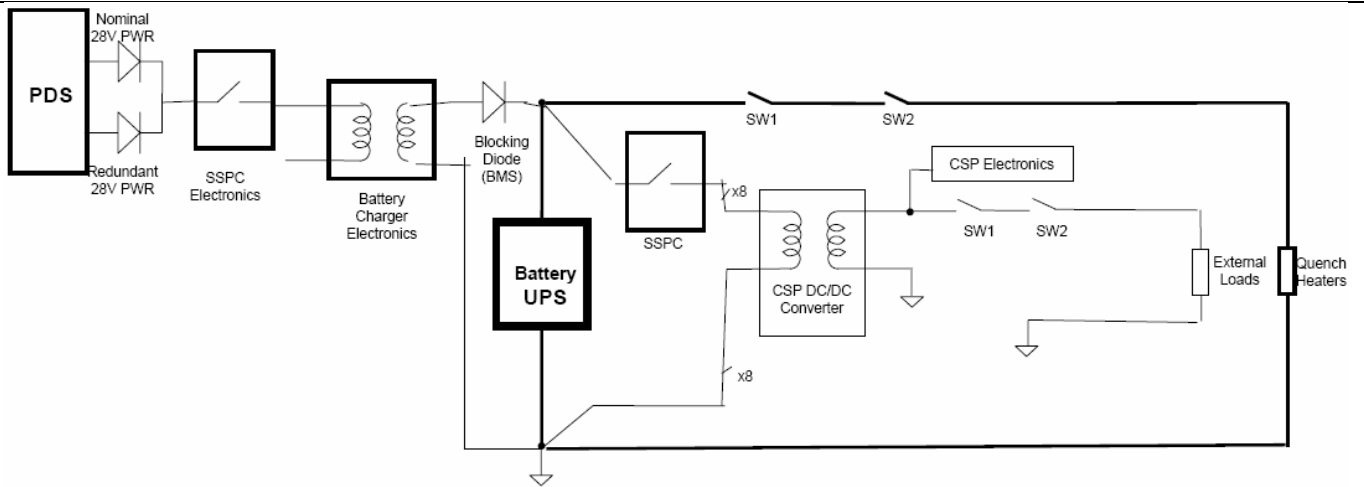 Nominal
28V PWR
PDS
Redundant
28V PWR
SSPC
Electronics
Battery
Charger
Electronics
Blocking
Diode
(BMS)
Battery
UPS
SW1
SW2
SSPC
x8
x8
CSP DC/DC
Converter
CSP Electronics
SW1
SW2
External
Loads
Quench
Heaters